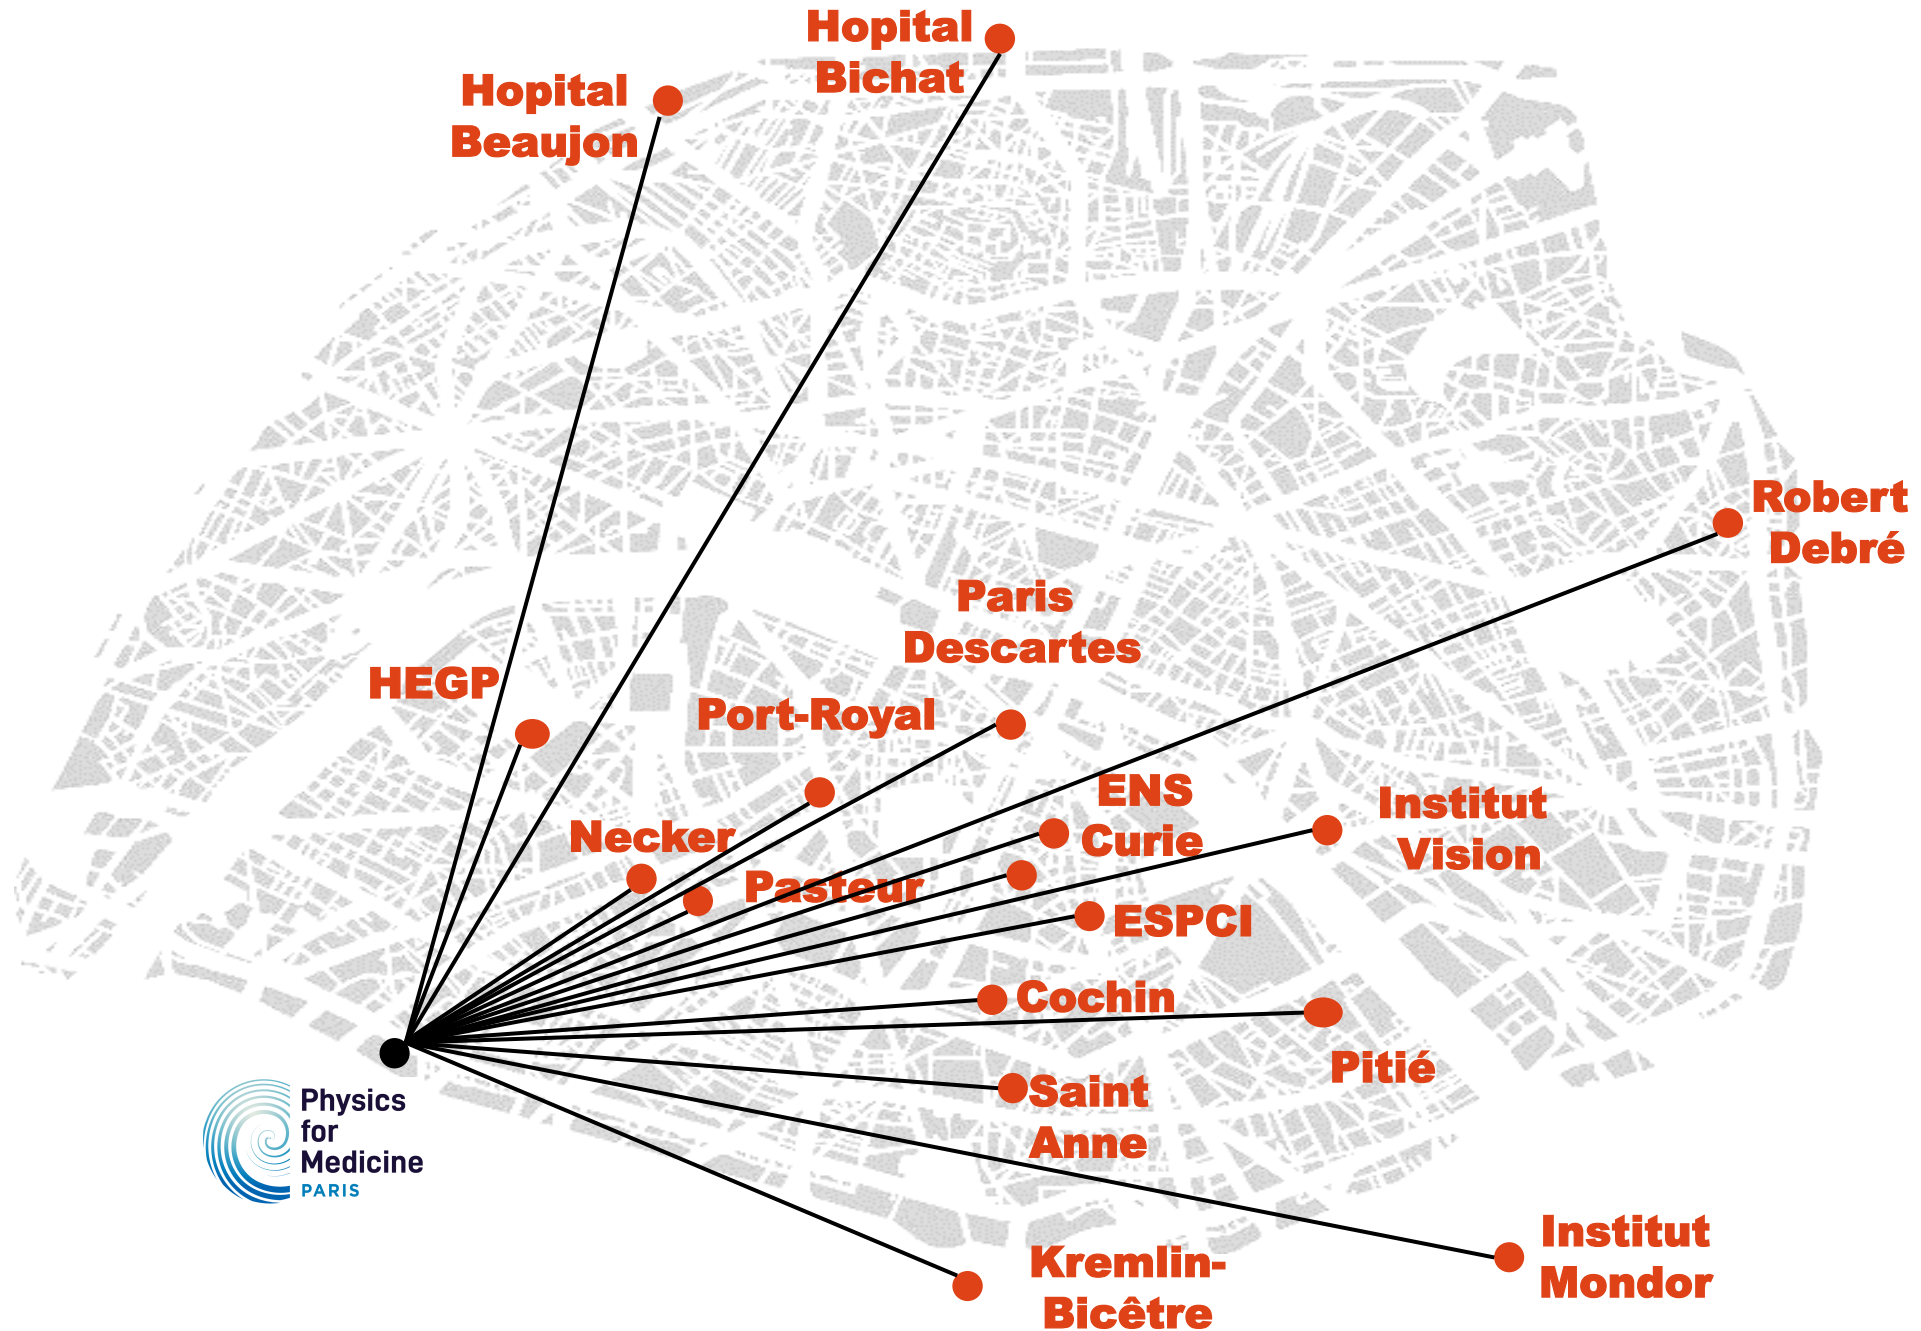 Hopital
Bichat
Hopital
Beaujon
Robert
Debré
Paris
Descartes
HEGP
Port-Royal
ENS
Curie
Institut
Vision
Necker
Pasteur
ESPCI
Cochin
Pitié
Saint
Anne
Physics
for
Medicine
PARIS
Institut
Mondor
Kremlin-
Bicêtre